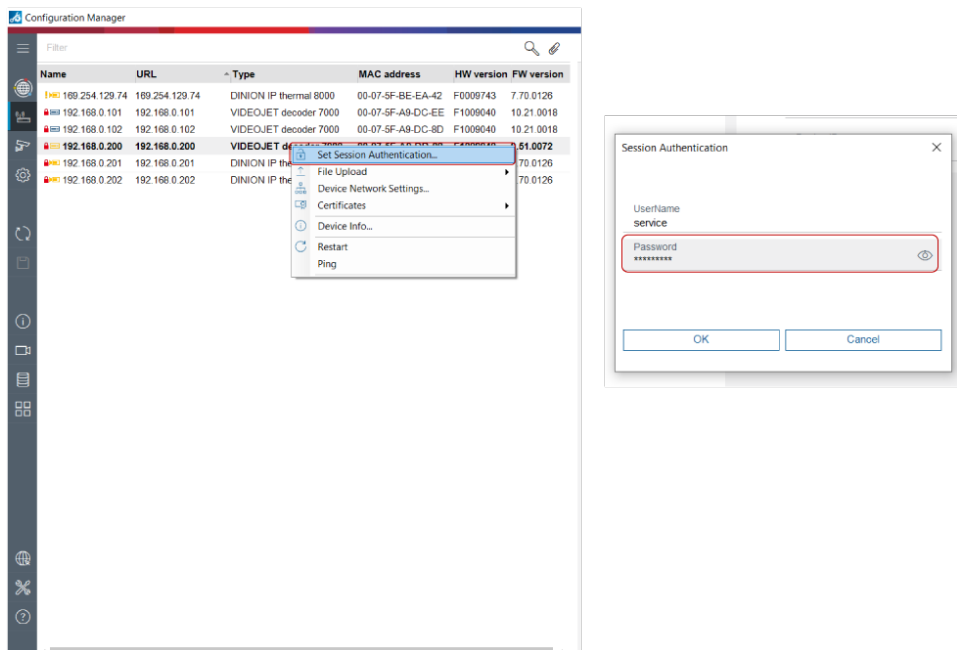 Configuration Manager
Filter
Name URL Type MAC address HW version FW version
169.254.129.74 169.254.129.74 DINION IP thermal 8000 00-07-5F-BE-EA-42 F0009743 7.70.0126
192.168.0.101 192.168.0.101 VIDEOJET decoder 7000 00-07-5F-A9-DC-EE F1009040 10.21.0018
192.168.0.102 192.168.0.102 VIDEOJET decoder 7000 00-07-5F-A9-DC-8D F1009040 10.21.0018
192.168.0.200 192.168.0.200 VIDEOJET .51.0072
Set Session Authentication...
192.168.0.201 192.168.0.201 DINION IP the .70.0126
File Upload
192.168.0.202 192.168.0.202 DINION IP the .70.0126
Device Network Settings...
Certificates
Device Info...
Restart
Ping
Session Authentication
UserName
service
Password
*********
OK Cancel